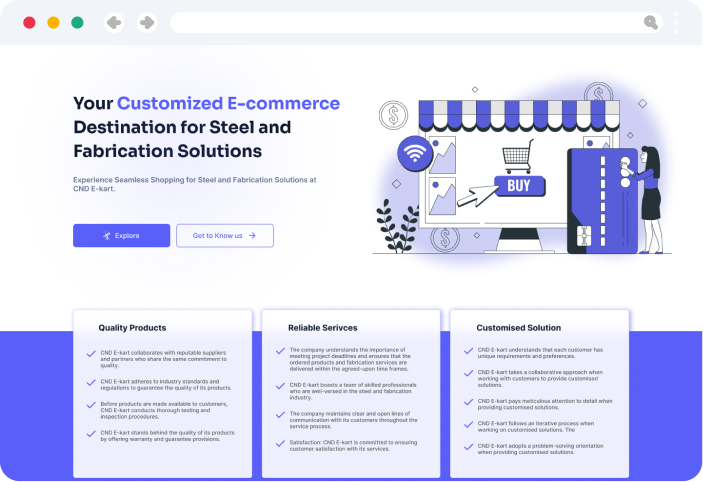 Your Customized E-commerce
Destination for Steel and
Fabrication Solutions
Experience Seamless Shopping for Steel and Fabrication Solutions at
CND E-kart.
Explore
Get to Know us
BUY
Quality Products
CND E-kart collaborates with reputable suppliers
and partners who share the same commitment to
quality.
CND E-kart adheres to industry standards and
regulations to guarantee the quality of its products.
Before products are made available to customers,
CND E-kart conducts thorough testing and
inspection procedures.
CND E-kart stands behind the quality of its products
by offering warranty and guarantee provisions.
Reliable Serivces
The company understands the importance of
meeting project deadlines and ensures that the
ordered products and fabrication services are
delivered within the agreed-upon time frames.
CND E-kart boasts a team of skilled professionals
who are well-versed in the steel and fabrication
industry.
The company maintains clear and open lines of
communication with its customers throughout the
service process.
Satisfaction: CND E-kart is committed to ensuring
customer satisfaction with its services.
Customised Solution
CND E-kart understands that each customer has
unique requirements and preferences.
CND E-kart takes a collaborative approach when
working with customers to provide customised
solutions.
CND E-kart pays meticulous attention to detail when
providing customised solutions.
CND E-kart follows an iterative process when
working on customised solutions. The
CND E-kart adopts a problem-solving orientation
when providing customised solutions.